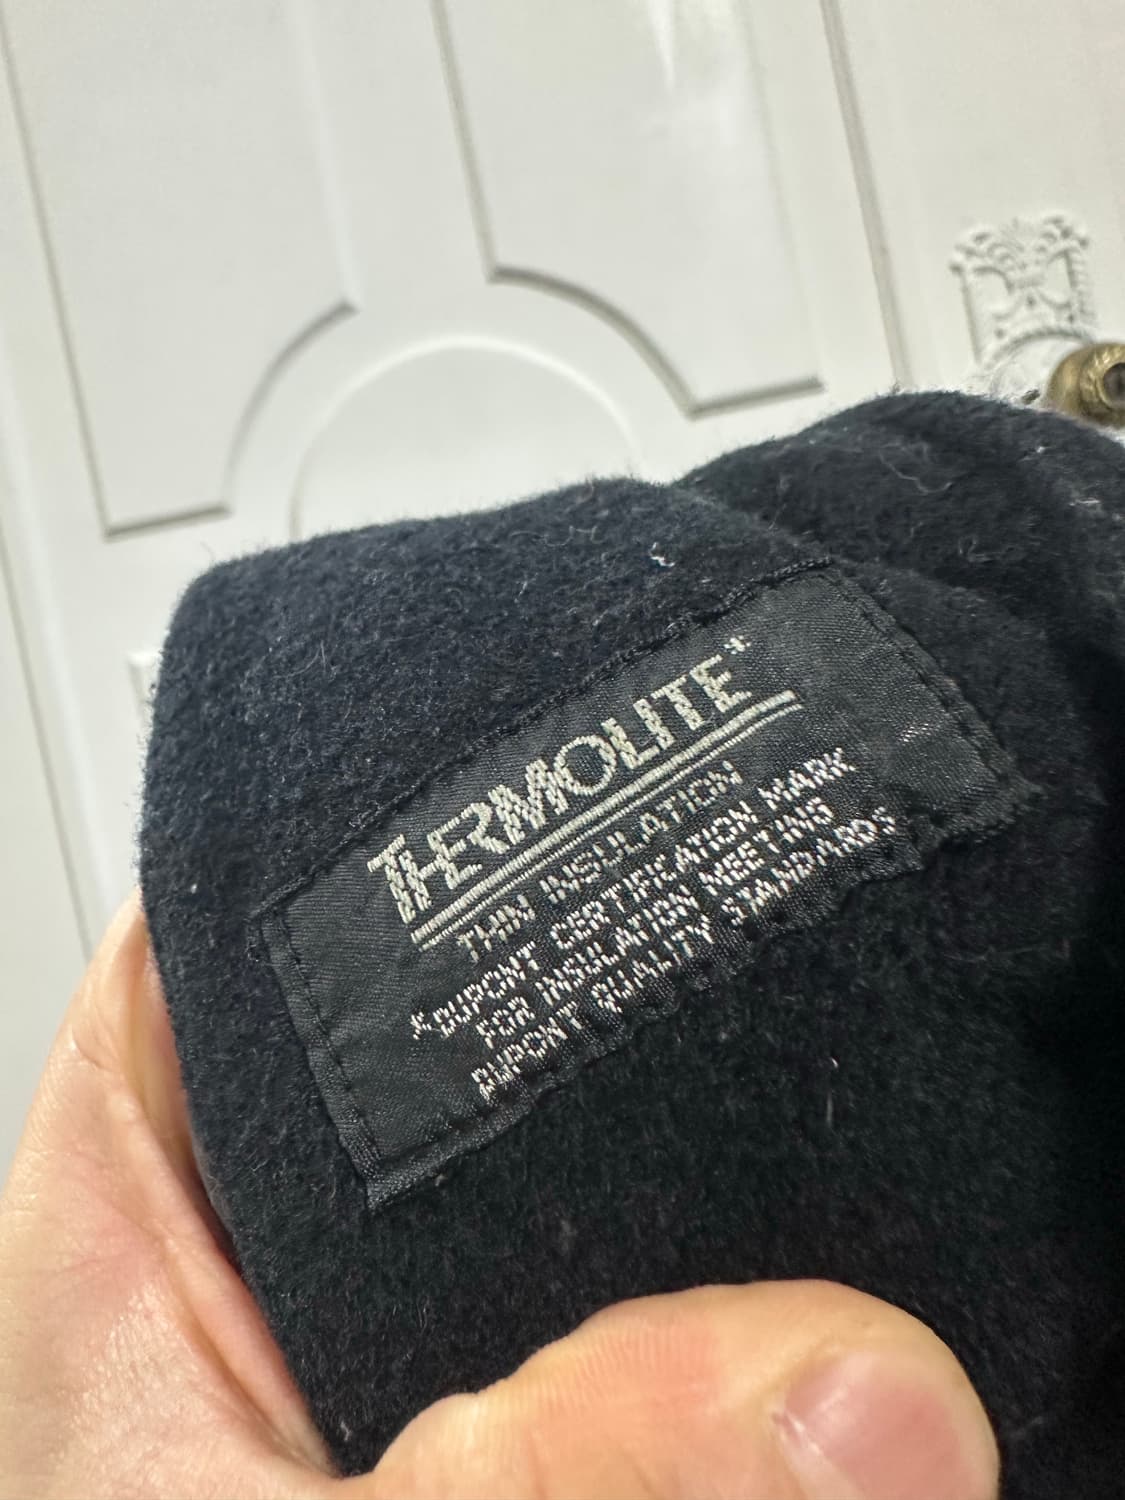 THERMOLITE*
THIN INSULATION
*DUPONT CERTIFICATION MARK
FOR INSULATION MEETING
DUPONT QUALITY STANDARDS